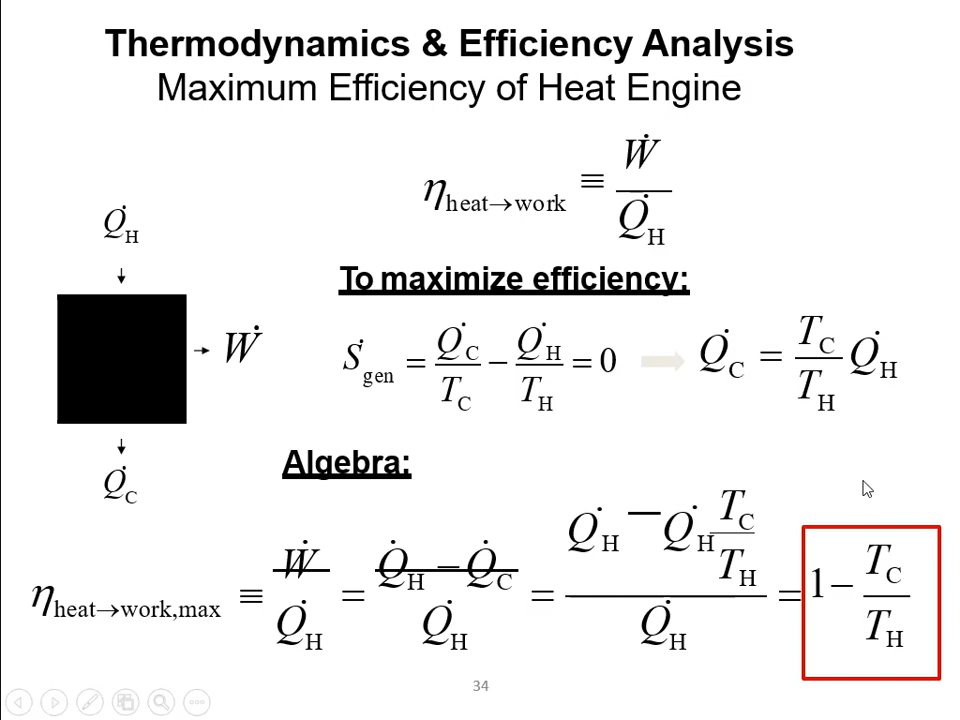 Thermodynamics & Efficiency Analysis
Maximum Efficiency of Heat Engine
η_heat→work ≡ Ẇ / Q̇_H
Q̇_H
To maximize efficiency:
Ẇ
Ṡ_gen = Q̇_C / T_C − Q̇_H / T_H = 0
Q̇_C = T_C / T_H Q̇_H
Q̇_C
Algebra:
η_heat→work,max ≡ Ẇ / Q̇_H = (Q̇_H − Q̇_C) / Q̇_H = (Q̇_H − Q̇_H T_C / T_H) / Q̇_H = 1 − T_C / T_H
34